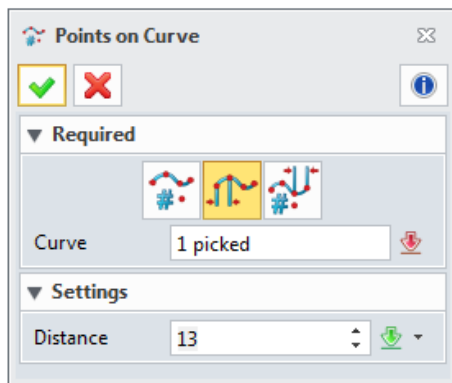 Points on Curve
Required
Curve 1 picked
Settings
Distance 13